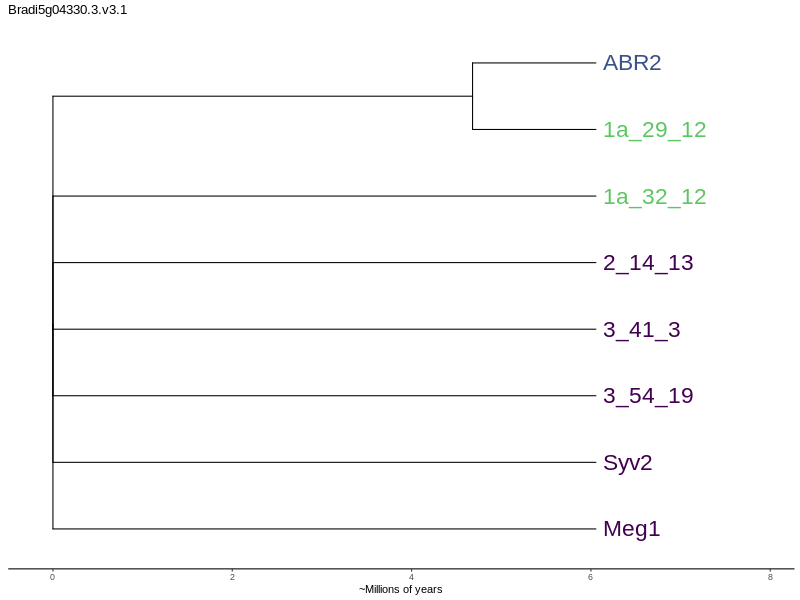 Bradi5g04330.3.v3.1
ABR2
1a_29_12
1a_32_12
2_14_13
3_41_3
3_54_19
Syv2
Meg1
0 2 4 6 8
~Millions of years